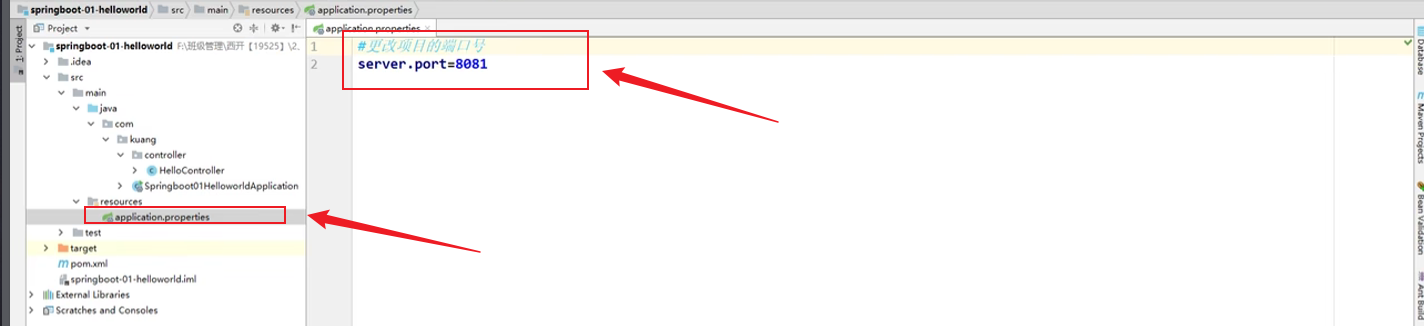 springboot-01-helloworld src main resources application.properties
Project
application.properties
1: Project
springboot-01-helloworld F:\班级管理\西开【19525】\2.
.idea
src
main
java
com
kuang
controller
HelloController
Springboot01HelloworldApplication
resources
application.properties
test
target
pom.xml
springboot-01-helloworld.iml
External Libraries
Scratches and Consoles
1 #更改项目的端口号
2 server.port=8081
Database
Maven Projects
Bean Validation
Ant Build